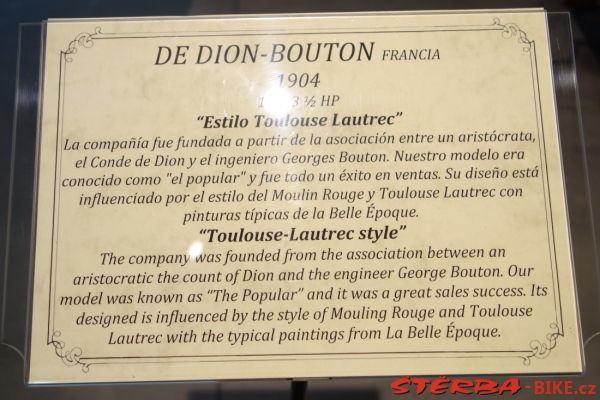 DE DION-BOUTON FRANCIA
1904
3 ½ HP
“Estilo Toulouse Lautrec”
La compañía fue fundada a partir de la asociación entre un aristócrata,
el Conde de Dion y el ingeniero Georges Bouton. Nuestro modelo era
conocido como "el popular" y fue todo un éxito en ventas. Su diseño está
influenciado por el estilo del Moulin Rouge y Toulouse Lautrec con
pinturas típicas de la Belle Époque.
“Toulouse-Lautrec style”
The company was founded from the association between an
aristocratic the count of Dion and the engineer George Bouton. Our
model was known as “The Popular” and it was a great sales success. Its
designed is influenced by the style of Mouling Rouge and Toulouse
Lautrec with the typical paintings from La Belle Époque.
ŠTĚRBA-BIKE.cz